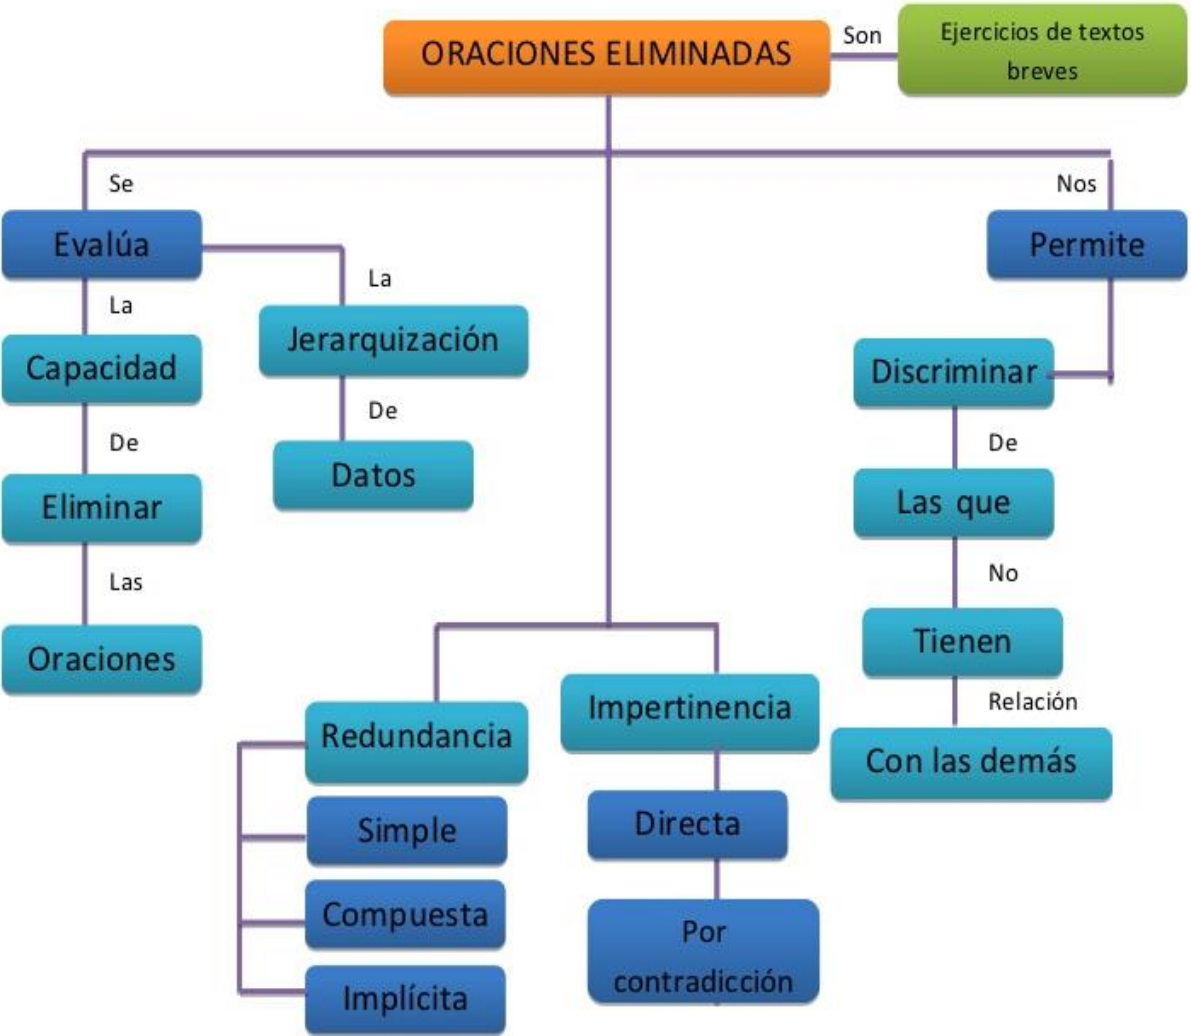 ORACIONES ELIMINADAS
Son
Ejercicios de textos
breves
Se
Evalúa
La
Capacidad
De
Eliminar
Las
Oraciones
La
Jerarquización
De
Datos
Redundancia
Simple
Compuesta
Implícita
Impertinencia
Directa
Por
contradicción
Nos
Permite
Discriminar
De
Las que
No
Tienen
Relación
Con las demás